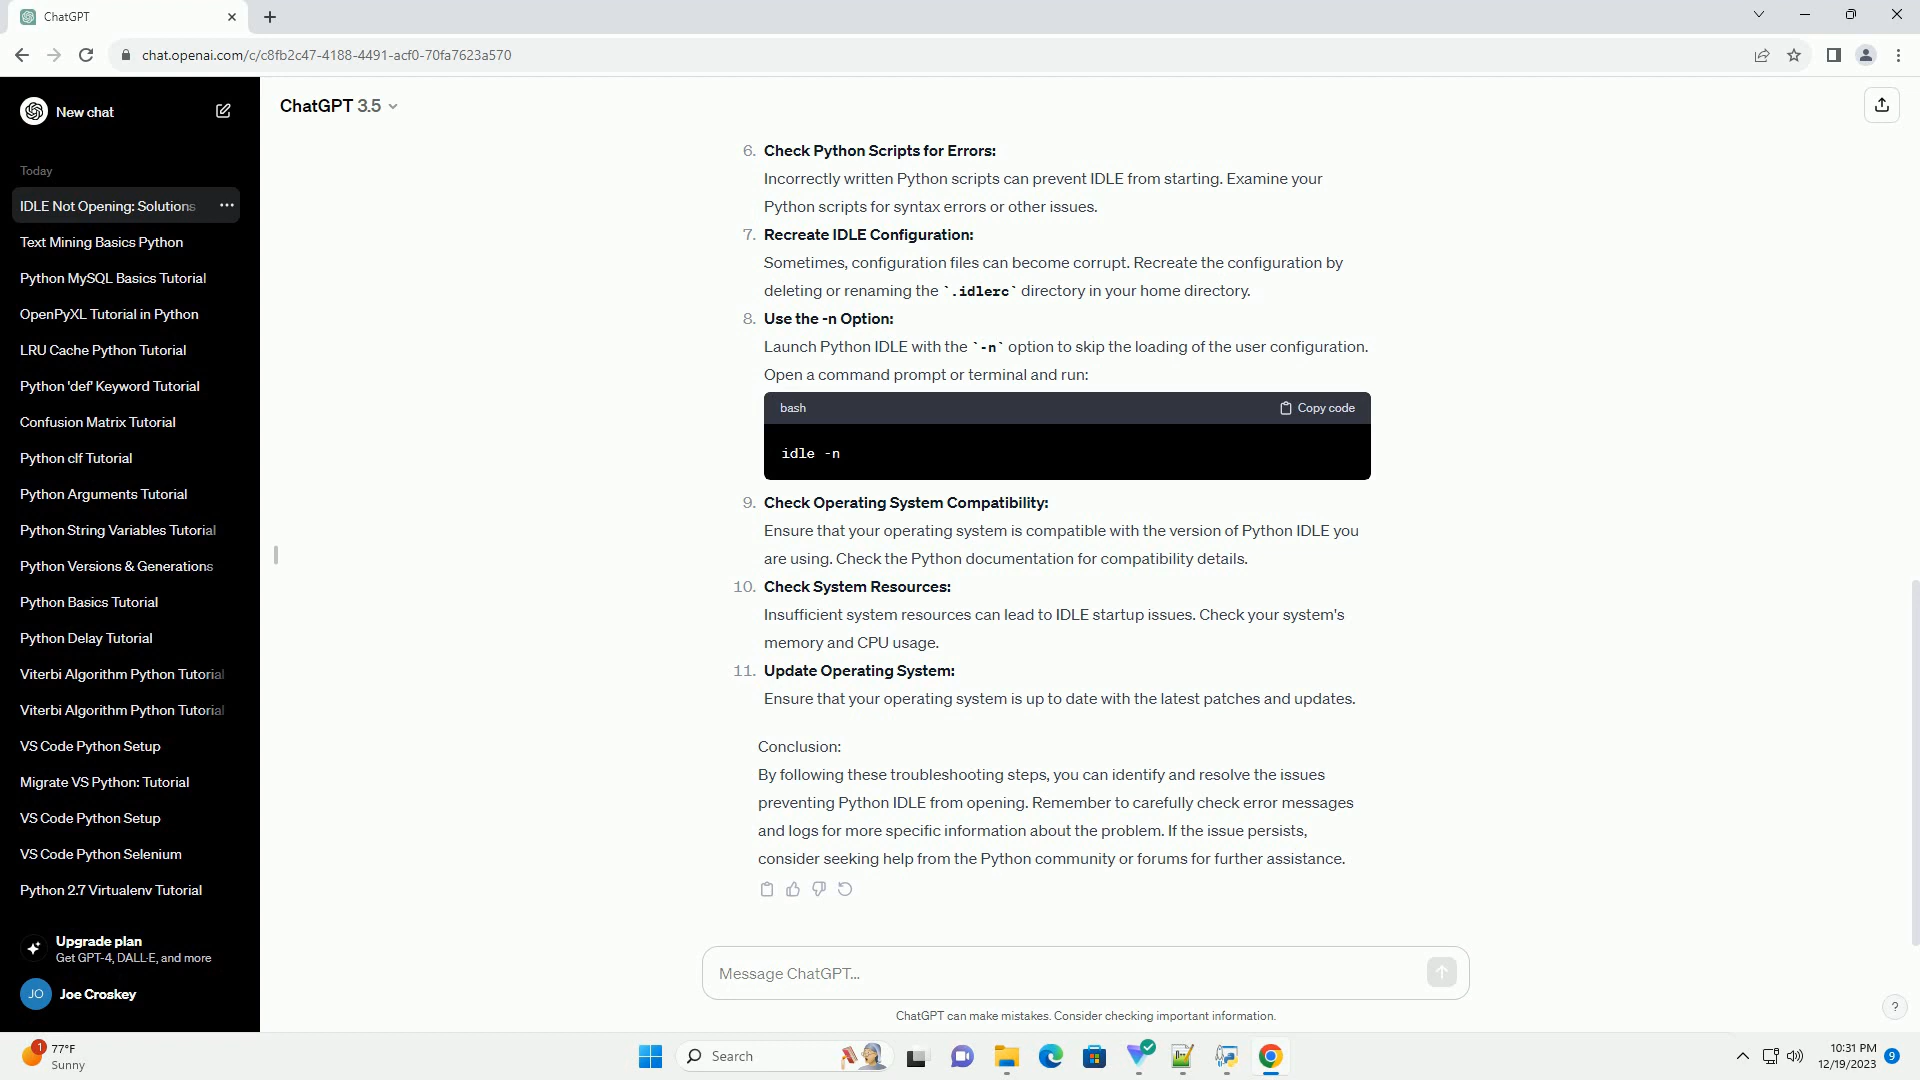 ChatGPT
chat.openai.com/c/c8fb2c47-4188-4491-acf0-70fa7623a570
New chat
Today
IDLE Not Opening: Solutions
Text Mining Basics Python
Python MySQL Basics Tutorial
OpenPyXL Tutorial in Python
LRU Cache Python Tutorial
Python 'def' Keyword Tutorial
Confusion Matrix Tutorial
Python clf Tutorial
Python Arguments Tutorial
Python String Variables Tutorial
Python Versions & Generations
Python Basics Tutorial
Python Delay Tutorial
Viterbi Algorithm Python Tutorial
Viterbi Algorithm Python Tutorial
VS Code Python Setup
Migrate VS Python: Tutorial
VS Code Python Setup
VS Code Python Selenium
Python 2.7 Virtualenv Tutorial
Upgrade plan
Get GPT-4, DALL·E, and more
JO Joe Croskey
ChatGPT 3.5
6. Check Python Scripts for Errors:
Incorrectly written Python scripts can prevent IDLE from starting. Examine your
Python scripts for syntax errors or other issues.
7. Recreate IDLE Configuration:
Sometimes, configuration files can become corrupt. Recreate the configuration by
deleting or renaming the `.idlerc` directory in your home directory.
8. Use the -n Option:
Launch Python IDLE with the `-n` option to skip the loading of the user configuration.
Open a command prompt or terminal and run:
bash Copy code
idle -n
9. Check Operating System Compatibility:
Ensure that your operating system is compatible with the version of Python IDLE you
are using. Check the Python documentation for compatibility details.
10. Check System Resources:
Insufficient system resources can lead to IDLE startup issues. Check your system's
memory and CPU usage.
11. Update Operating System:
Ensure that your operating system is up to date with the latest patches and updates.
Conclusion:
By following these troubleshooting steps, you can identify and resolve the issues
preventing Python IDLE from opening. Remember to carefully check error messages
and logs for more specific information about the problem. If the issue persists,
consider seeking help from the Python community or forums for further assistance.
Message ChatGPT...
ChatGPT can make mistakes. Consider checking important information.
?
1
77°F
Sunny
Search
10:31 PM
12/19/2023
9